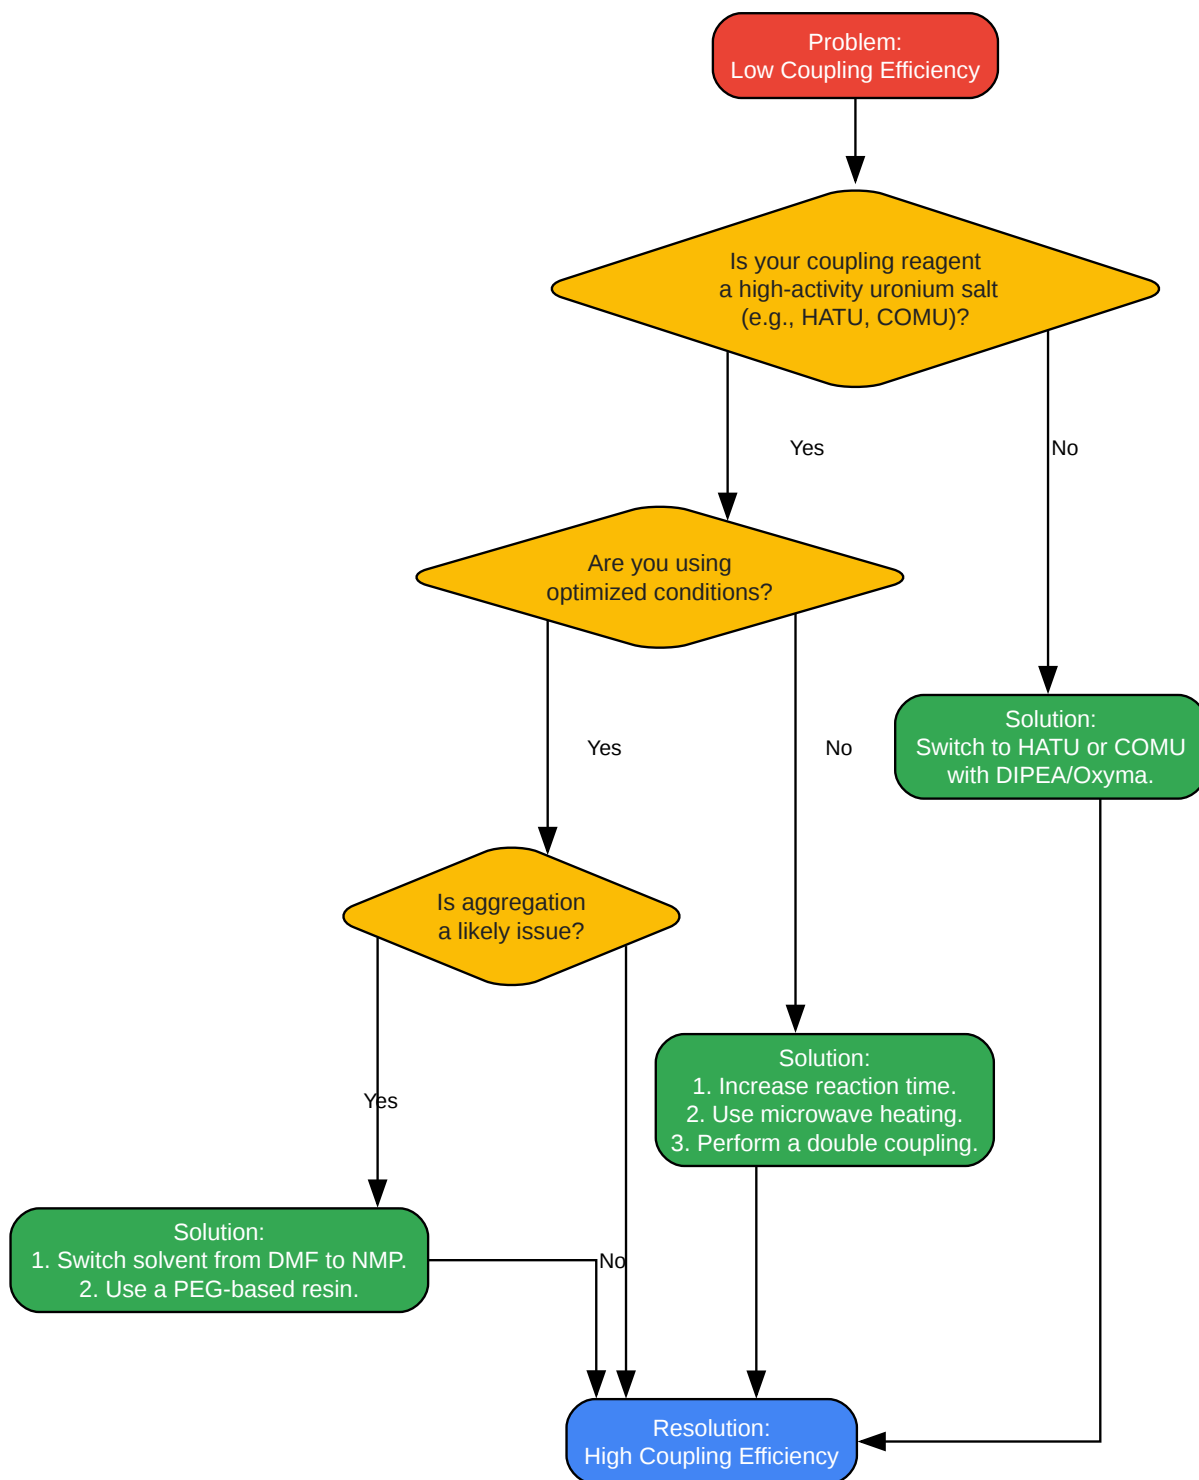 Problem:
Low Coupling Efficiency
Is your coupling reagent
a high-activity uronium salt
(e.g., HATU, COMU)?
Yes
No
Are you using
optimized conditions?
Yes
No
Solution:
Switch to HATU or COMU
with DIPEA/Oxyma.
Is aggregation
a likely issue?
Yes
No
Solution:
1. Increase reaction time.
2. Use microwave heating.
3. Perform a double coupling.
Solution:
1. Switch solvent from DMF to NMP.
2. Use a PEG-based resin.
Resolution:
High Coupling Efficiency